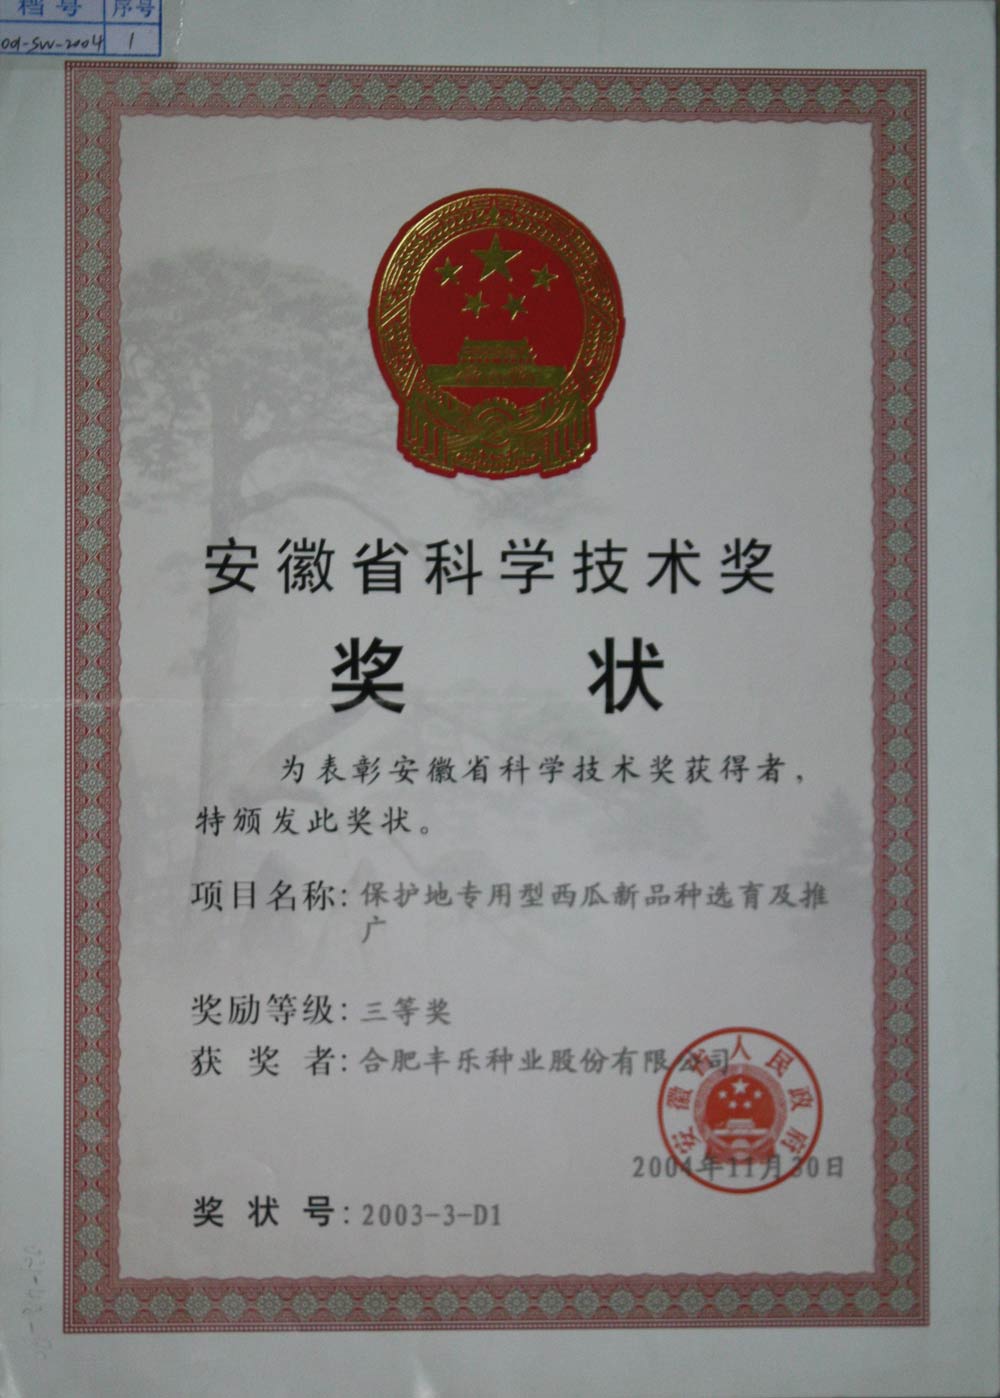 档号 序号
001-SW-2004 1
安徽省科学技术奖
奖 状
为表彰安徽省科学技术奖获得者，
特颁发此奖状。
项目名称：保护地专用型西瓜新品种选育及推
广
奖励等级：三等奖
获 奖 者：合肥丰乐种业股份有限公司
安徽省人民政府
2004年11月30日
奖 状 号：2003-3-D1